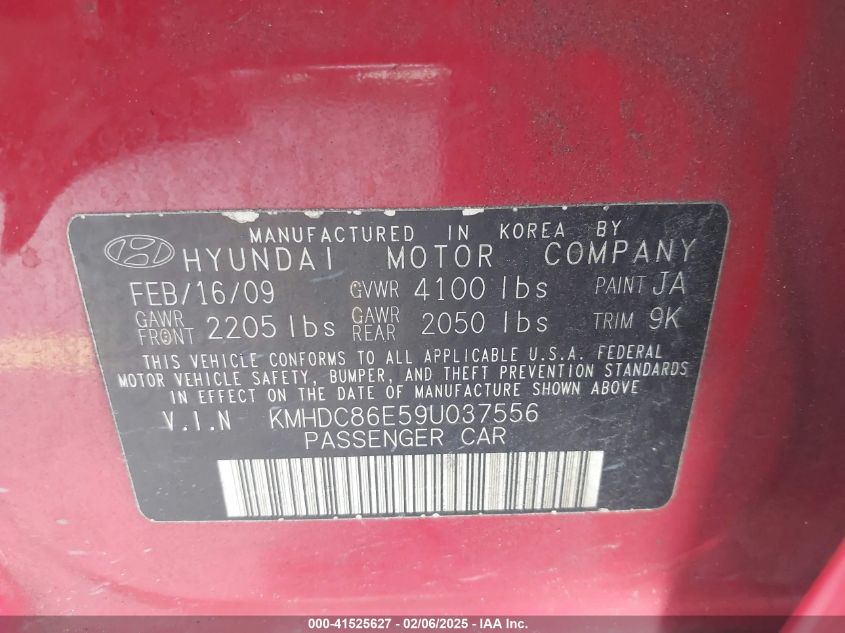 MANUFACTURED IN KOREA BY
HYUNDAI MOTOR COMPANY
FEB/16/09 GVWR 4100 lbs PAINT JA
GAWR FRONT 2205 lbs GAWR REAR 2050 lbs TRIM 9K
THIS VEHICLE CONFORMS TO ALL APPLICABLE U.S.A. FEDERAL
MOTOR VEHICLE SAFETY, BUMPER, AND THEFT PREVENTION STANDARDS
IN EFFECT ON THE DATE OF MANUFACTURE SHOWN ABOVE
V.I.N KMHDC86E59U037556
PASSENGER CAR
000-41525627 - 02/06/2025 - IAA Inc.